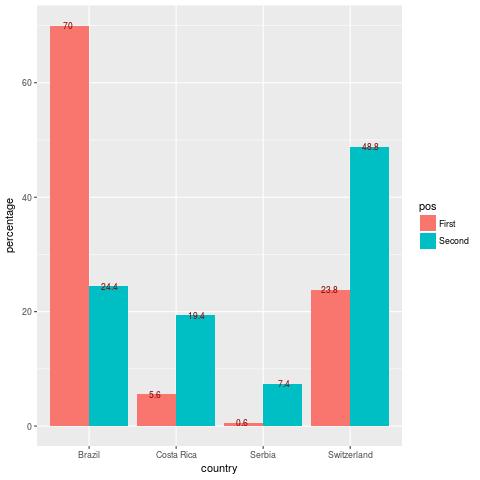 70
60
48.8
pos
First
Second
40
percentage
24.4
23.8
20
19.4
7.4
5.6
0.6
0
Brazil Costa Rica Serbia Switzerland
country